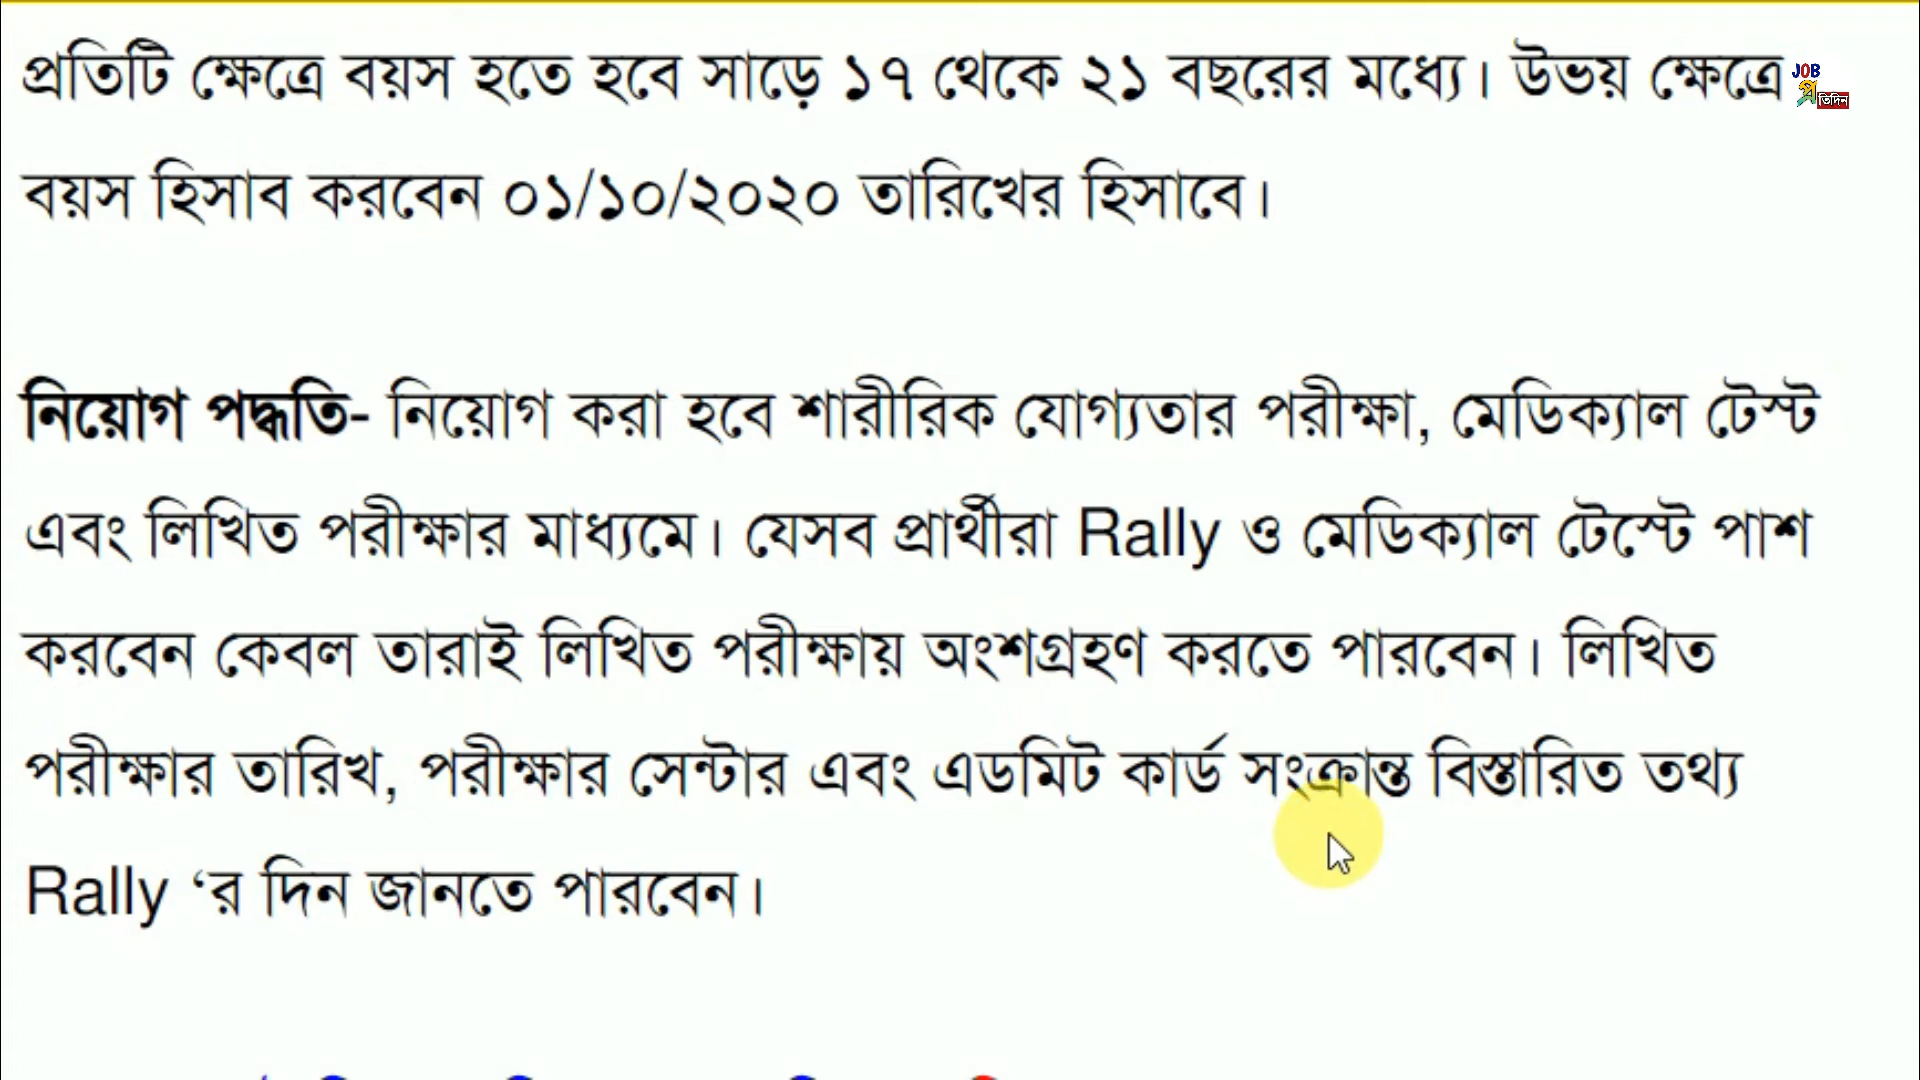 প্রতিটি ক্ষেত্রে বয়স হতে হবে সাড়ে ১৭ থেকে ২১ বছরের মধ্যে। উভয় ক্ষেত্রে
JOB
প্রতিদিন
বয়স হিসাব করবেন ০১/১০/২০২০ তারিখের হিসাবে।
নিয়োগ পদ্ধতি- নিয়োগ করা হবে শারীরিক যোগ্যতার পরীক্ষা, মেডিক্যাল টেস্ট
এবং লিখিত পরীক্ষার মাধ্যমে। যেসব প্রার্থীরা Rally ও মেডিক্যাল টেস্টে পাশ
করবেন কেবল তারাই লিখিত পরীক্ষায় অংশগ্রহণ করতে পারবেন। লিখিত
পরীক্ষার তারিখ, পরীক্ষার সেন্টার এবং এডমিট কার্ড সংক্রান্ত বিস্তারিত তথ্য
Rally ‘র দিন জানতে পারবেন।